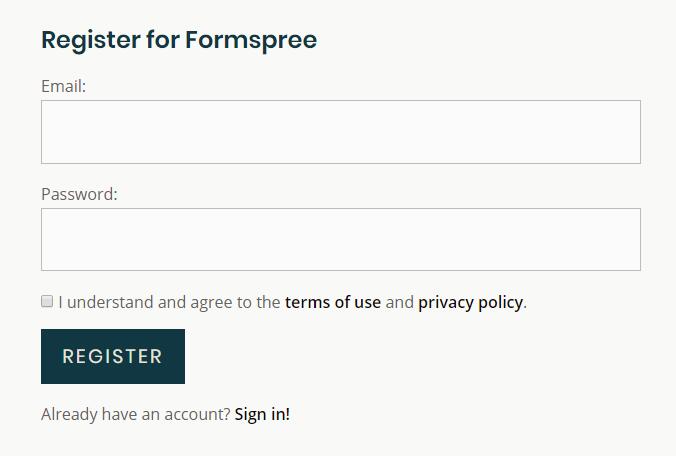 Register for Formspree
Email:
Password:
I understand and agree to the terms of use and privacy policy.
REGISTER
Already have an account? Sign in!